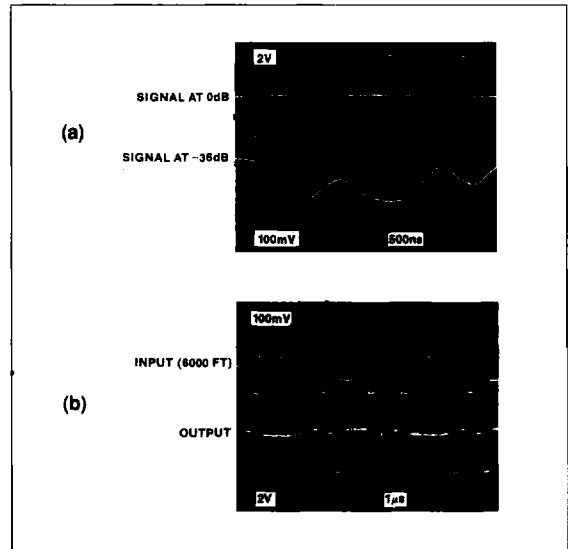 2V
SIGNAL AT 0dB
(a)
SIGNAL AT -36dB
100mV 500ns
100mV
INPUT (6000 FT)
(b)
OUTPUT
2V 1µs